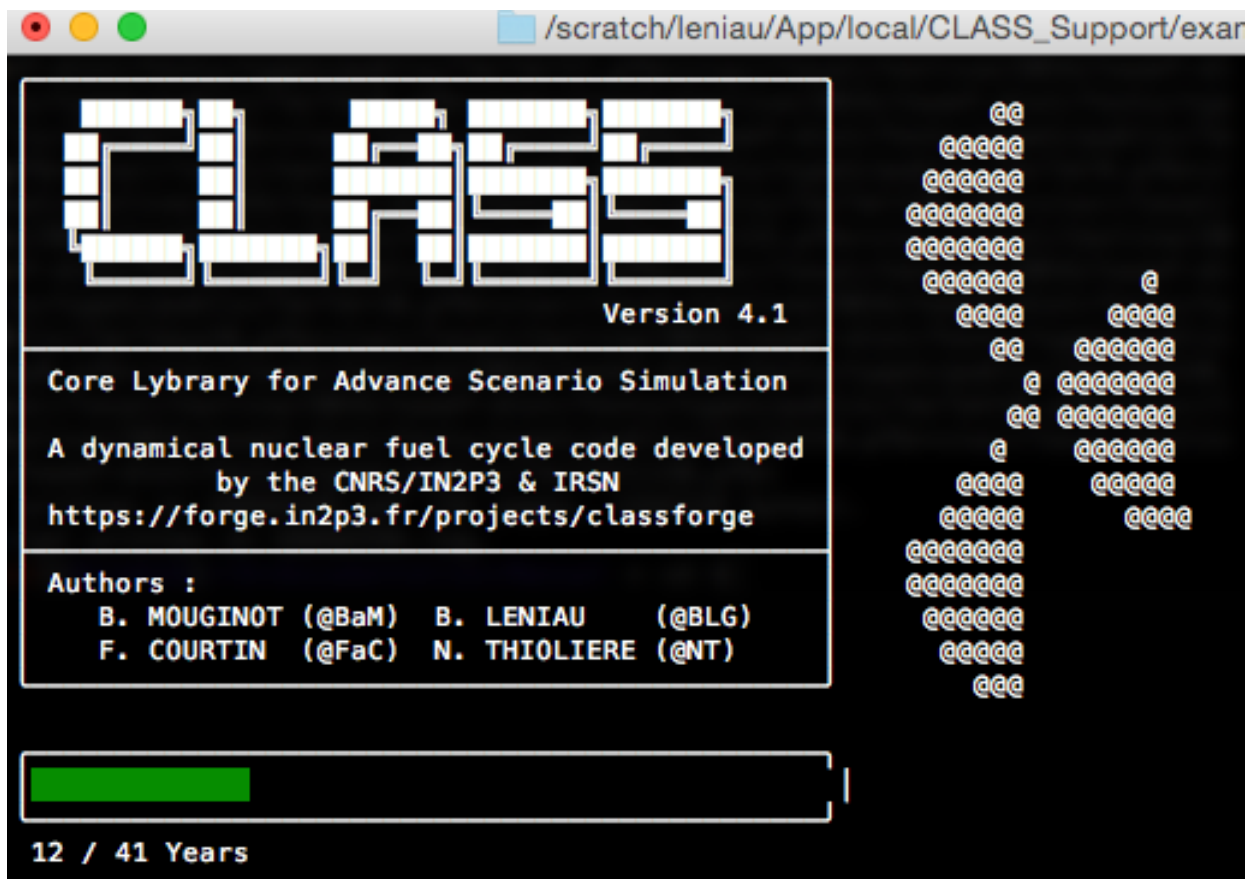 /scratch/leniau/App/local/CLASS_Support/exam
CLASS
Version 4.1
Core Lybrary for Advance Scenario Simulation
A dynamical nuclear fuel cycle code developed
by the CNRS/IN2P3 & IRSN
https://forge.in2p3.fr/projects/classforge
Authors :
B. MOUGINOT (@BaM) B. LENIAU (@BLG)
F. COURTIN (@FaC) N. THIOLIERE (@NT)
12 / 41 Years